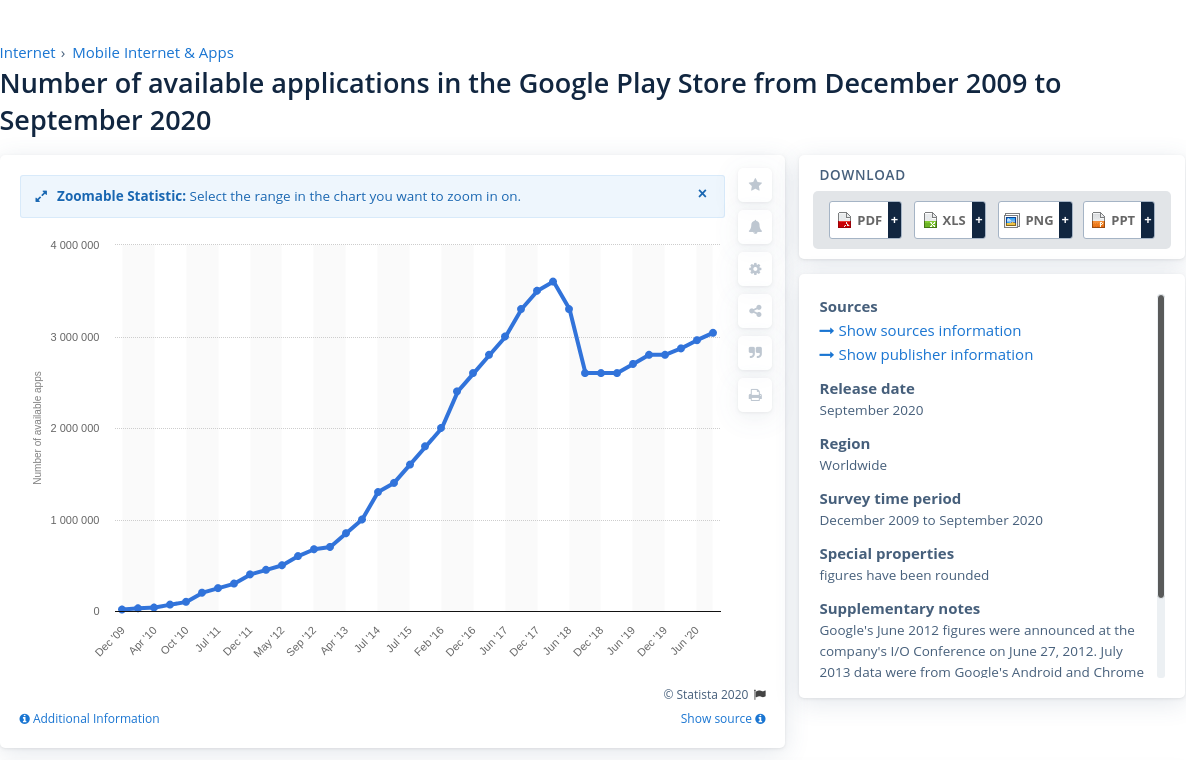 Internet › Mobile Internet & Apps
Number of available applications in the Google Play Store from December 2009 to
September 2020
Zoomable Statistic: Select the range in the chart you want to zoom in on.
×
4 000 000
3 000 000
2 000 000
1 000 000
0
Number of available apps
Dec '09
Apr '10
Oct '10
Jul '11
Dec '11
May '12
Sep '12
Apr '13
Jul '14
Jul '15
Feb '16
Dec '16
Jun '17
Dec '17
Jun '18
Dec '18
Jun '19
Dec '19
Jun '20
© Statista 2020
Additional Information
Show source
DOWNLOAD
PDF + XLS + PNG + PPT +
Sources
Show sources information
Show publisher information
Release date
September 2020
Region
Worldwide
Survey time period
December 2009 to September 2020
Special properties
figures have been rounded
Supplementary notes
Google's June 2012 figures were announced at the
company's I/O Conference on June 27, 2012. July
2013 data were from Google's Android and Chrome